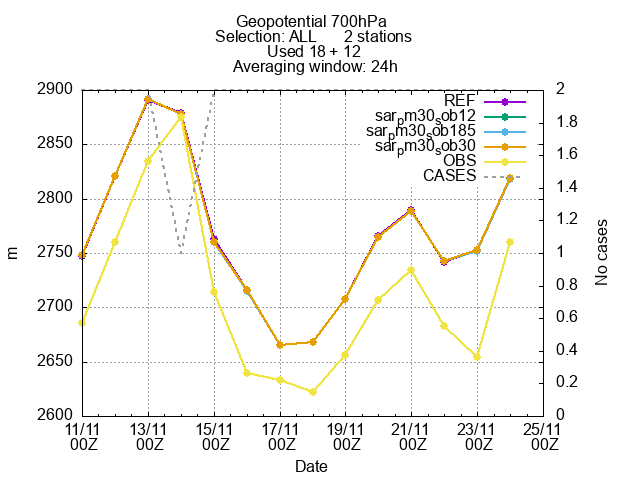 Geopotential 700hPa
Selection: ALL 2 stations
Used 18 + 12
Averaging window: 24h
REF
sar_pm30_sob12
sar_pm30_sob185
sar_pm30_sob30
OBS
CASES
2900
2850
2800
2750
2700
2650
2600
m
2
1.8
1.6
1.4
1.2
1
0.8
0.6
0.4
0.2
0
No cases
11/11 13/11 15/11 17/11 19/11 21/11 23/11 25/11
00Z 00Z 00Z 00Z 00Z 00Z 00Z 00Z
Date